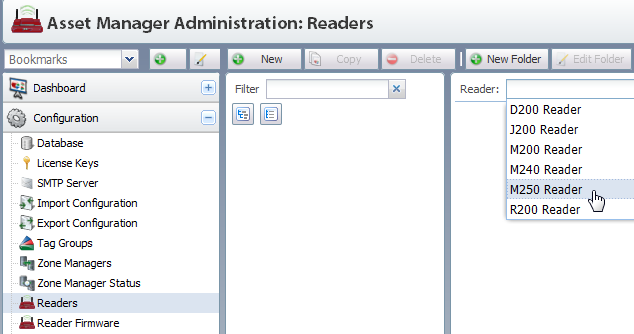 Asset Manager Administration: Readers
Bookmarks New Copy Delete New Folder Edit Folder
Dashboard
Configuration
Database
License Keys
SMTP Server
Import Configuration
Export Configuration
Tag Groups
Zone Managers
Zone Manager Status
Readers
Reader Firmware
Filter
Reader:
D200 Reader
J200 Reader
M200 Reader
M240 Reader
M250 Reader
R200 Reader